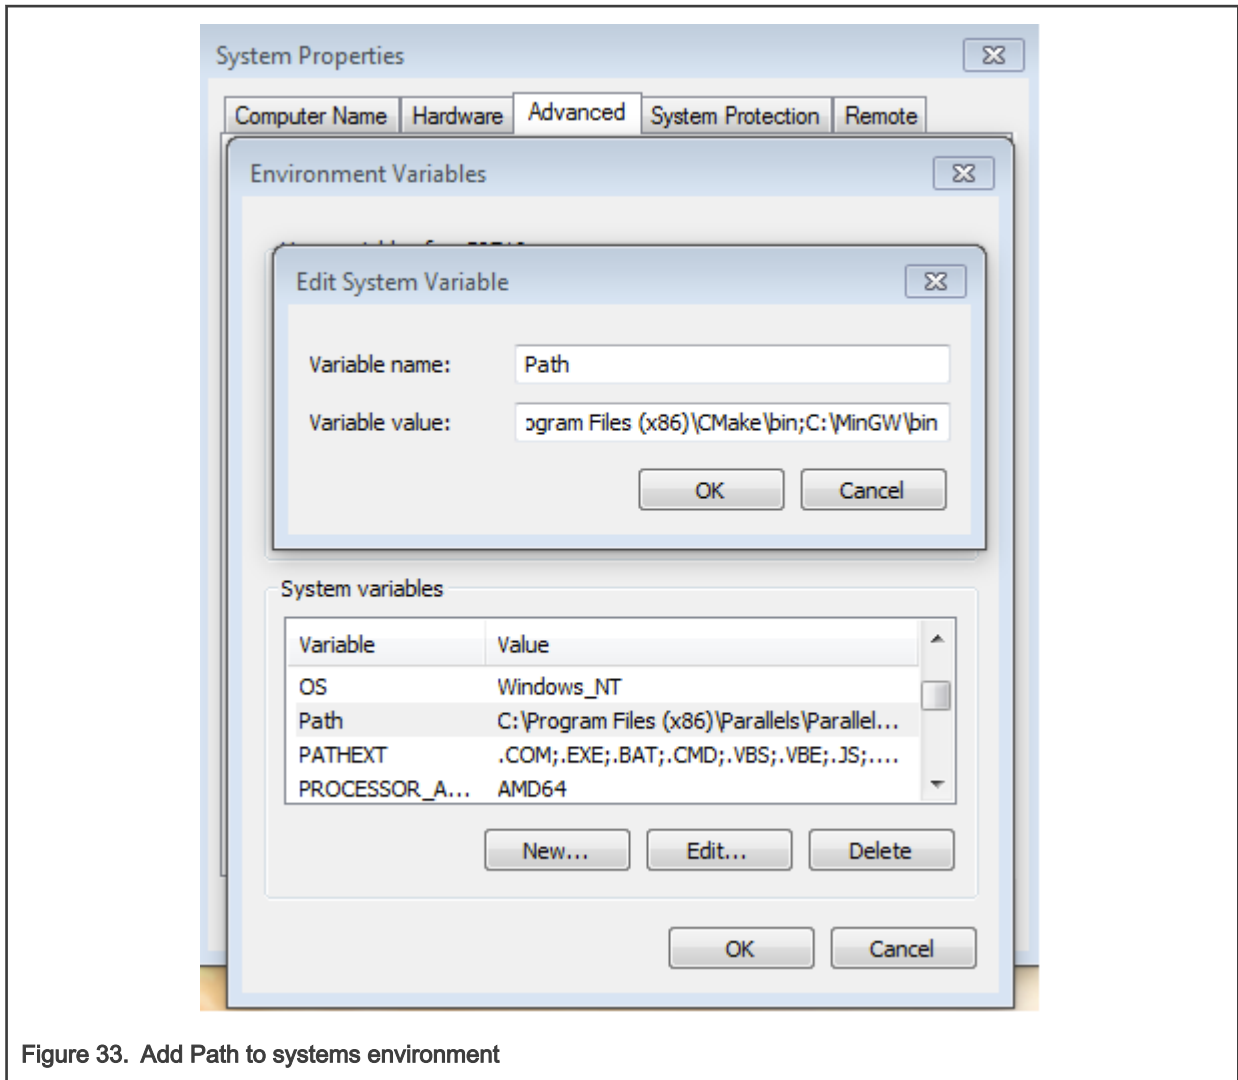 System Properties
Computer Name Hardware Advanced System Protection Remote
Environment Variables
Edit System Variable
Variable name: Path
Variable value: ogram Files (x86)\CMake\bin;C:\MinGW\bin
OK Cancel
System variables
Variable Value
OS Windows_NT
Path C:\Program Files (x86)\Parallels\Parallel...
PATHEXT .COM;.EXE;.BAT;.CMD;.VBS;.VBE;.JS;....
PROCESSOR_A... AMD64
New... Edit... Delete
OK Cancel
Figure 33. Add Path to systems environment